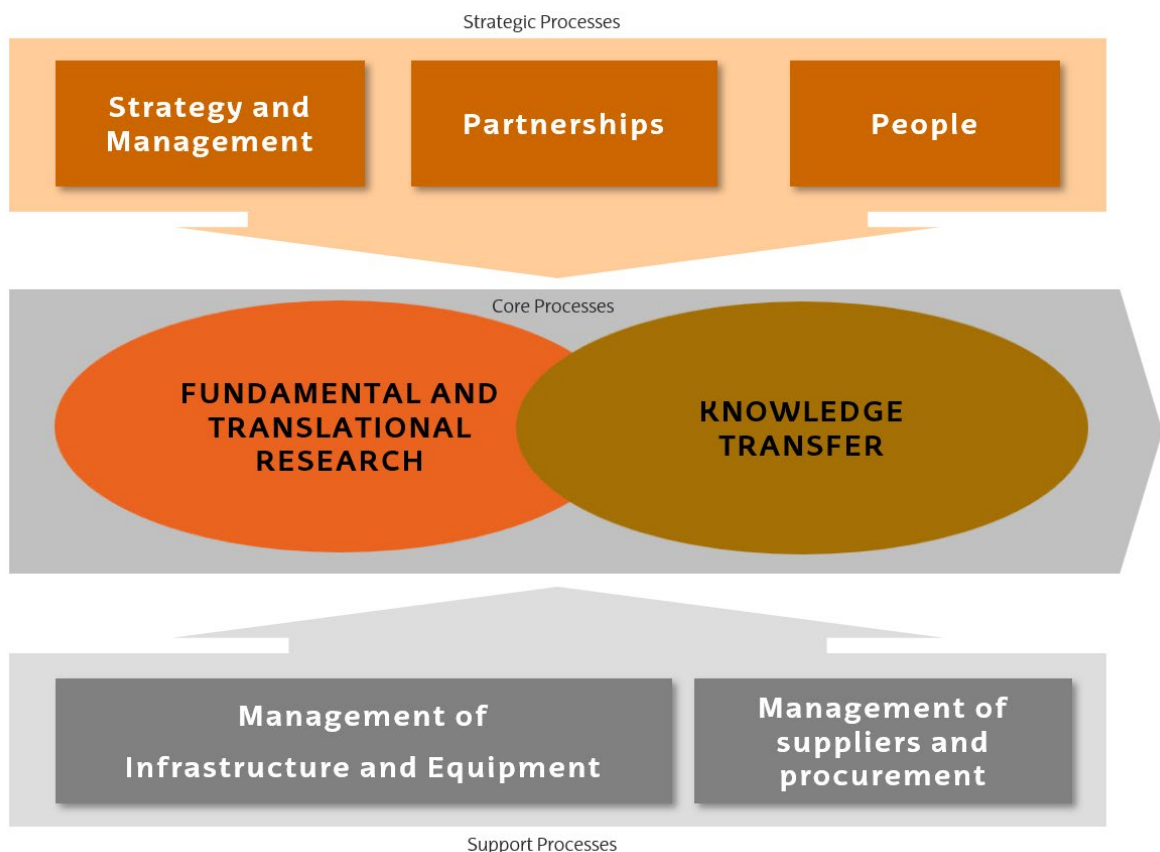 Strategic Processes
Strategy and
Management
Partnerships
People
Core Processes
FUNDAMENTAL AND
TRANSLATIONAL
RESEARCH
KNOWLEDGE
TRANSFER
Management of
Infrastructure and Equipment
Management of
suppliers and
procurement
Support Processes